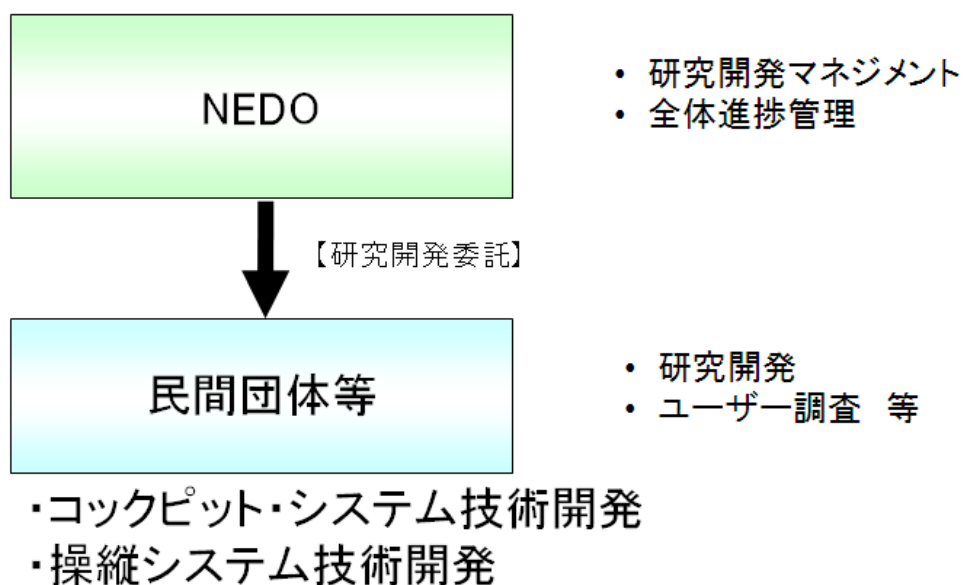 NEDO
• 研究開発マネジメント
• 全体進捗管理
【研究開発委託】
民間団体等
• 研究開発
• ユーザー調査　等
・コックピット・システム技術開発
・操縦システム技術開発